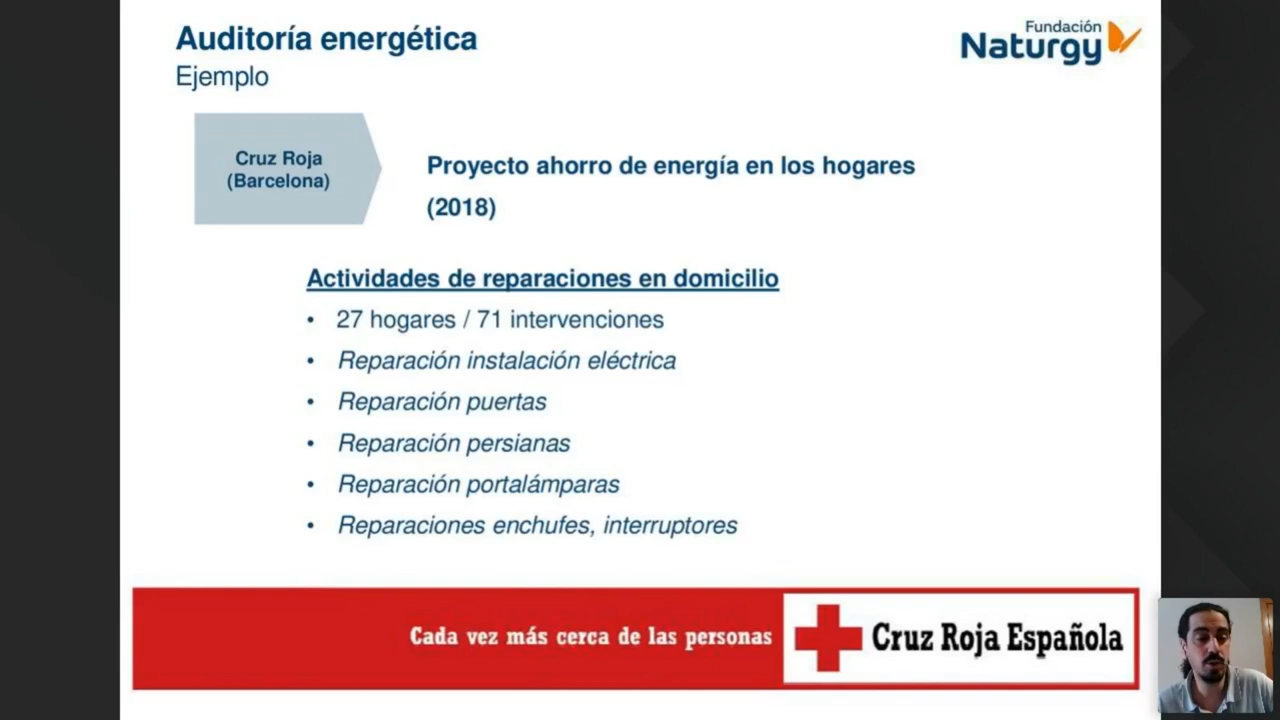 Auditoría energética
Ejemplo
Fundación
Naturgy
Cruz Roja
(Barcelona)
Proyecto ahorro de energía en los hogares
(2018)
Actividades de reparaciones en domicilio
• 27 hogares / 71 intervenciones
• Reparación instalación eléctrica
• Reparación puertas
• Reparación persianas
• Reparación portalámparas
• Reparaciones enchufes, interruptores
Cada vez más cerca de las personas
Cruz Roja Española